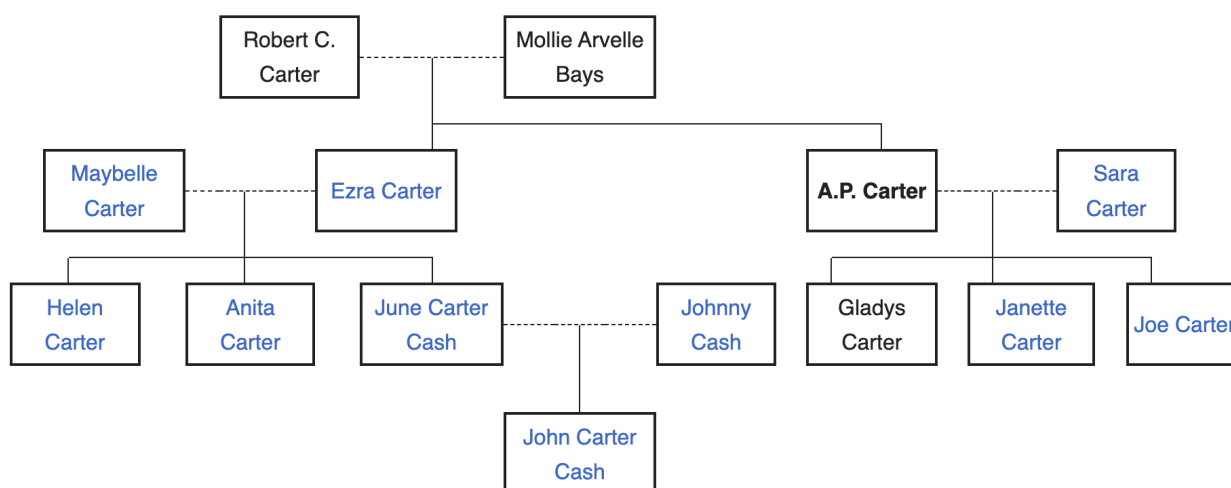 Robert C.
Carter
Mollie Arvelle
Bays
Maybelle
Carter
Ezra Carter
A.P. Carter
Sara
Carter
Helen
Carter
Anita
Carter
June Carter
Cash
Johnny
Cash
Gladys
Carter
Janette
Carter
Joe Carter
John Carter
Cash